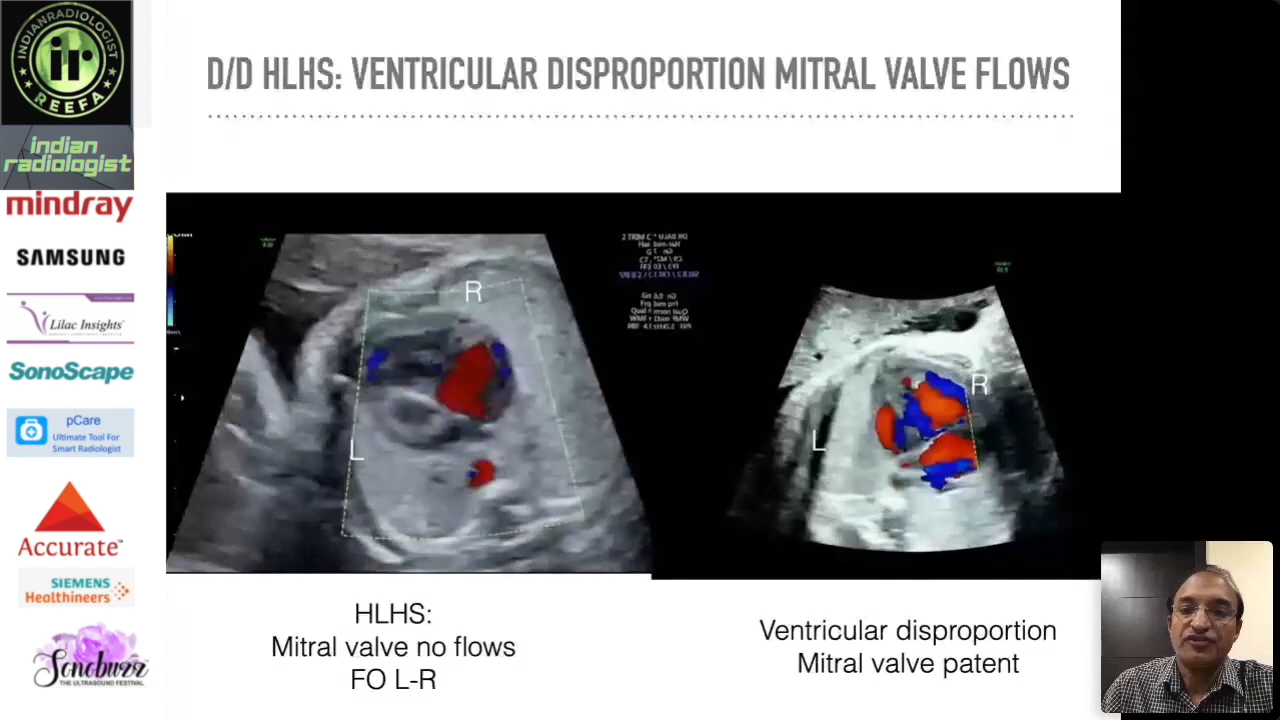 INDIANRADIOLOGIST
ir
REEFA
indian
radiologist
mindray
SAMSUNG
Lilac Insights
SonoScape
pCare
Ultimate Tool For
Smart Radiologist
Accurate™
SIEMENS
Healthineers
Sonobuzz
THE ULTRASOUND FESTIVAL
D/D HLHS: VENTRICULAR DISPROPORTION MITRAL VALVE FLOWS
R
L
R
L
HLHS:
Mitral valve no flows
FO L-R
Ventricular disproportion
Mitral valve patent